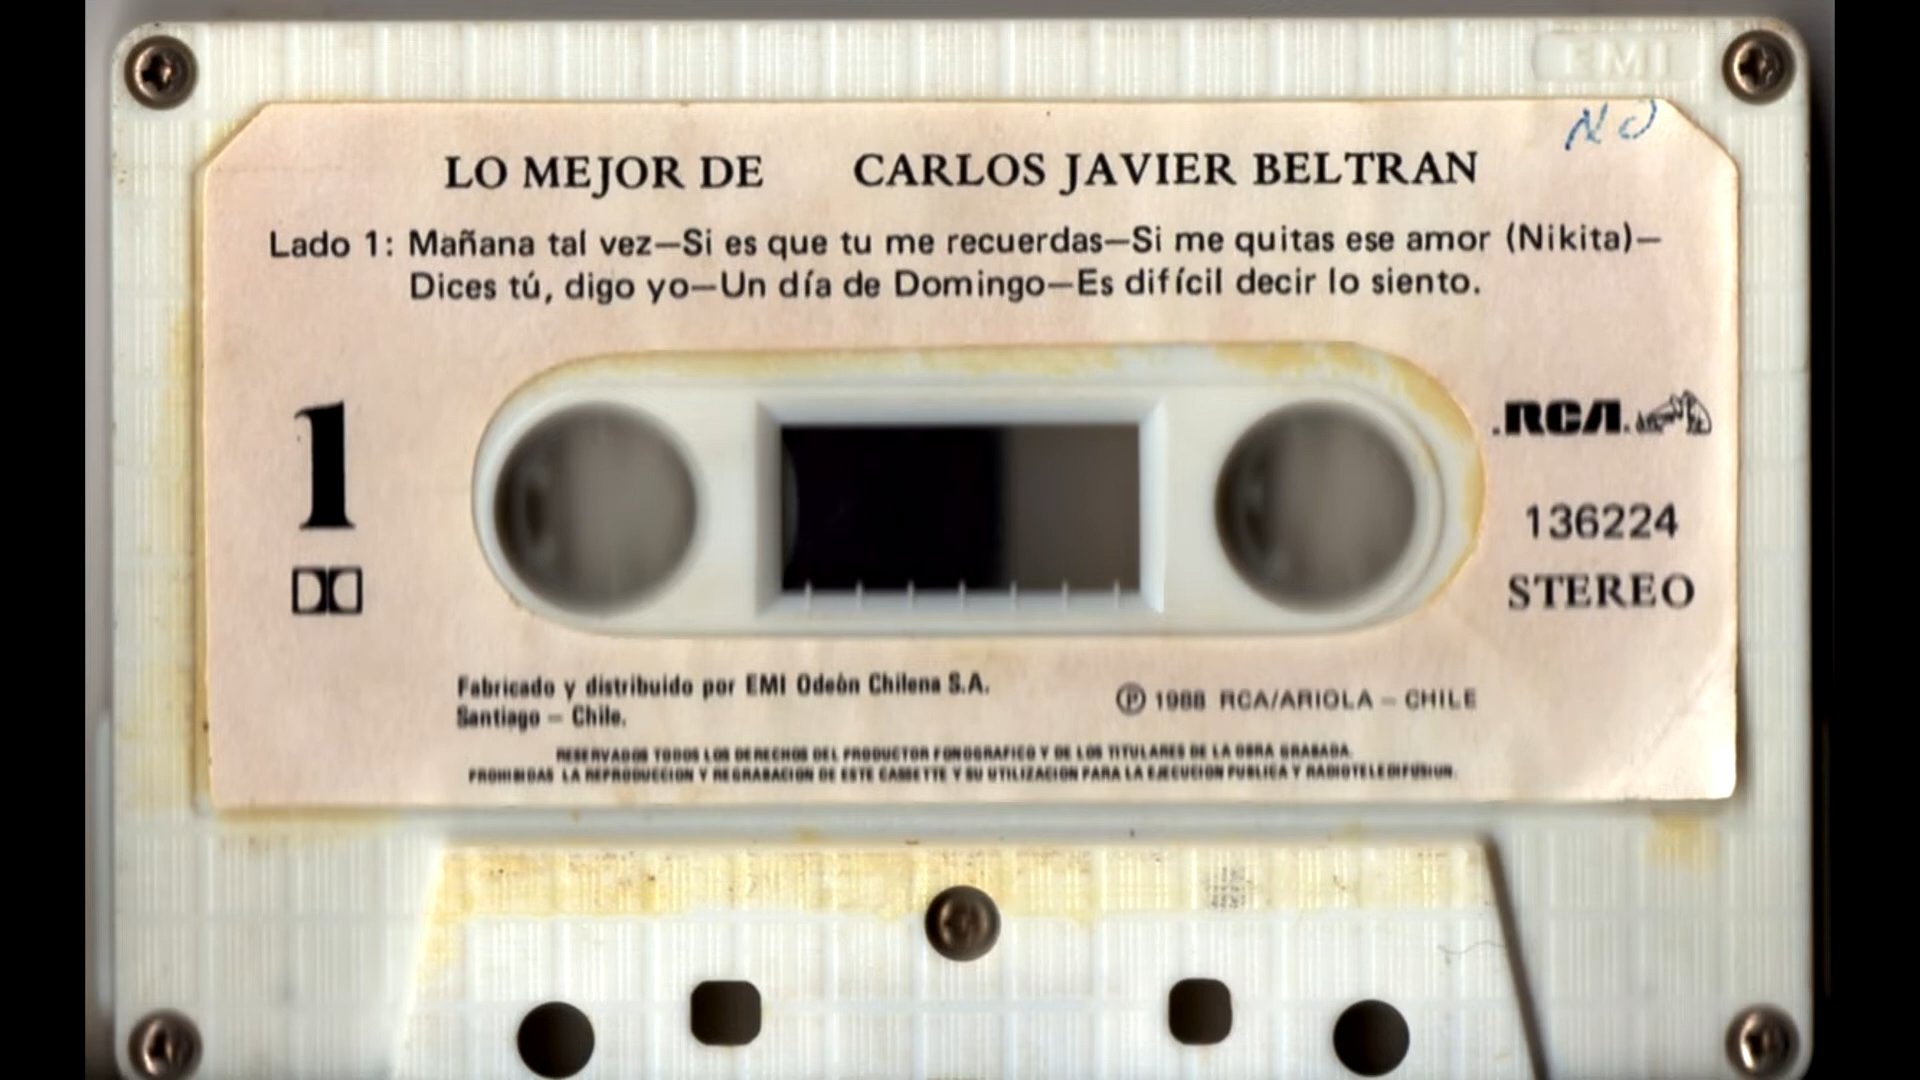 EMI
NO
LO MEJOR DE CARLOS JAVIER BELTRAN
Lado 1: Mañana tal vez—Si es que tu me recuerdas—Si me quitas ese amor (Nikita)—
Dices tú, digo yo—Un día de Domingo—Es difícil decir lo siento.
1
.RCA.
136224
STEREO
Fabricado y distribuido por EMI Odeón Chilena S.A.
Santiago — Chile.
Ⓟ 1988 RCA/ARIOLA — CHILE
RESERVADOS TODOS LOS DERECHOS DEL PRODUCTOR FONOGRAFICO Y DE LOS TITULARES DE LA OBRA GRABADA.
PROHIBIDAS LA REPRODUCCION Y REGRABACION DE ESTE CASSETTE Y SU UTILIZACION PARA LA EJECUCION PUBLICA Y RADIOTELEDIFUSION.